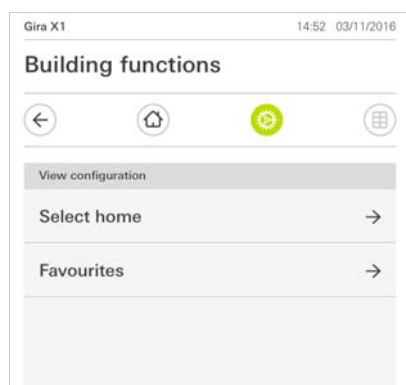 Gira X1 14:52 03/11/2016
Building functions
View configuration
Select home
Favourites